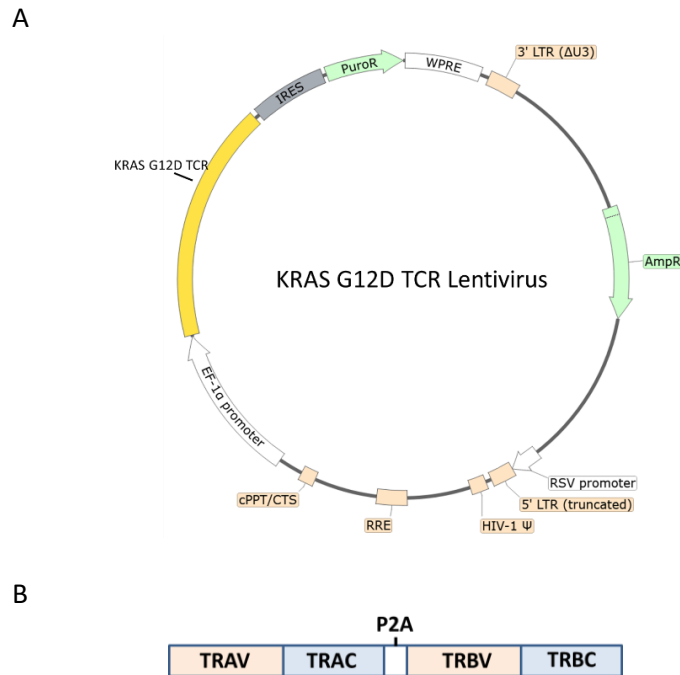 A
3' LTR (ΔU3)
PuroR
WPRE
IRES
KRAS G12D TCR
AmpR
KRAS G12D TCR Lentivirus
EF-1α promoter
RSV promoter
cPPT/CTS
5' LTR (truncated)
RRE
HIV-1 Ψ
B
P2A
TRAV TRAC TRBV TRBC